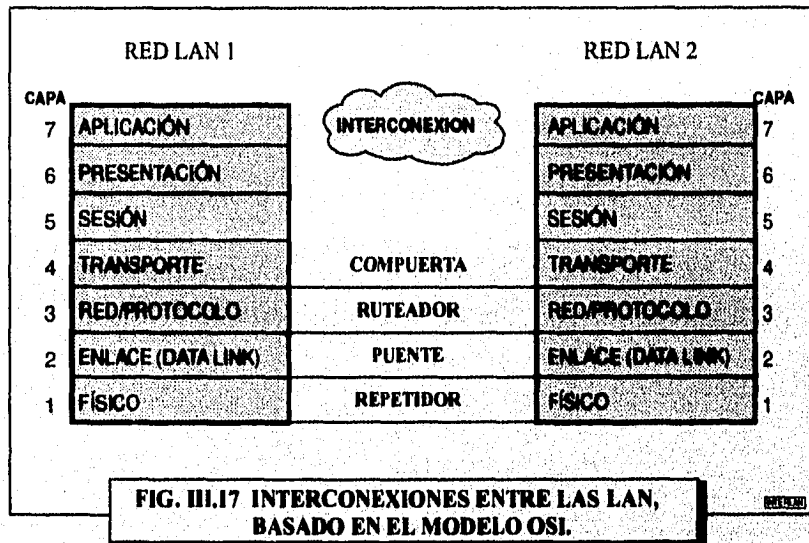 RED LAN 1 RED LAN 2
CAPA CAPA
INTERCONEXION
7 APLICACIÓN APLICACIÓN 7
6 PRESENTACIÓN PRESENTACIÓN 6
5 SESIÓN SESIÓN 5
4 TRANSPORTE COMPUERTA TRANSPORTE 4
3 RED/PROTOCOLO RUTEADOR RED/PROTOCOLO 3
2 ENLACE (DATA LINK) PUENTE ENLACE (DATA LINK) 2
1 FÍSICO REPETIDOR FÍSICO 1
FIG. III.17 INTERCONEXIONES ENTRE LAS LAN,
BASADO EN EL MODELO OSI.